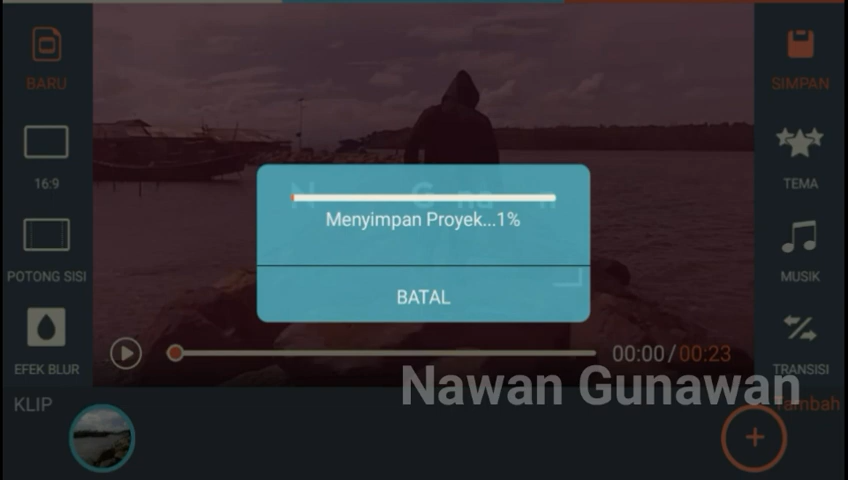 BARU
SIMPAN
16:9
TEMA
Menyimpan Proyek...1%
POTONG SISI
MUSIK
BATAL
EFEK BLUR
00:00/00:23
TRANSISI
Nawan Gunawan
KLIP
Tambah